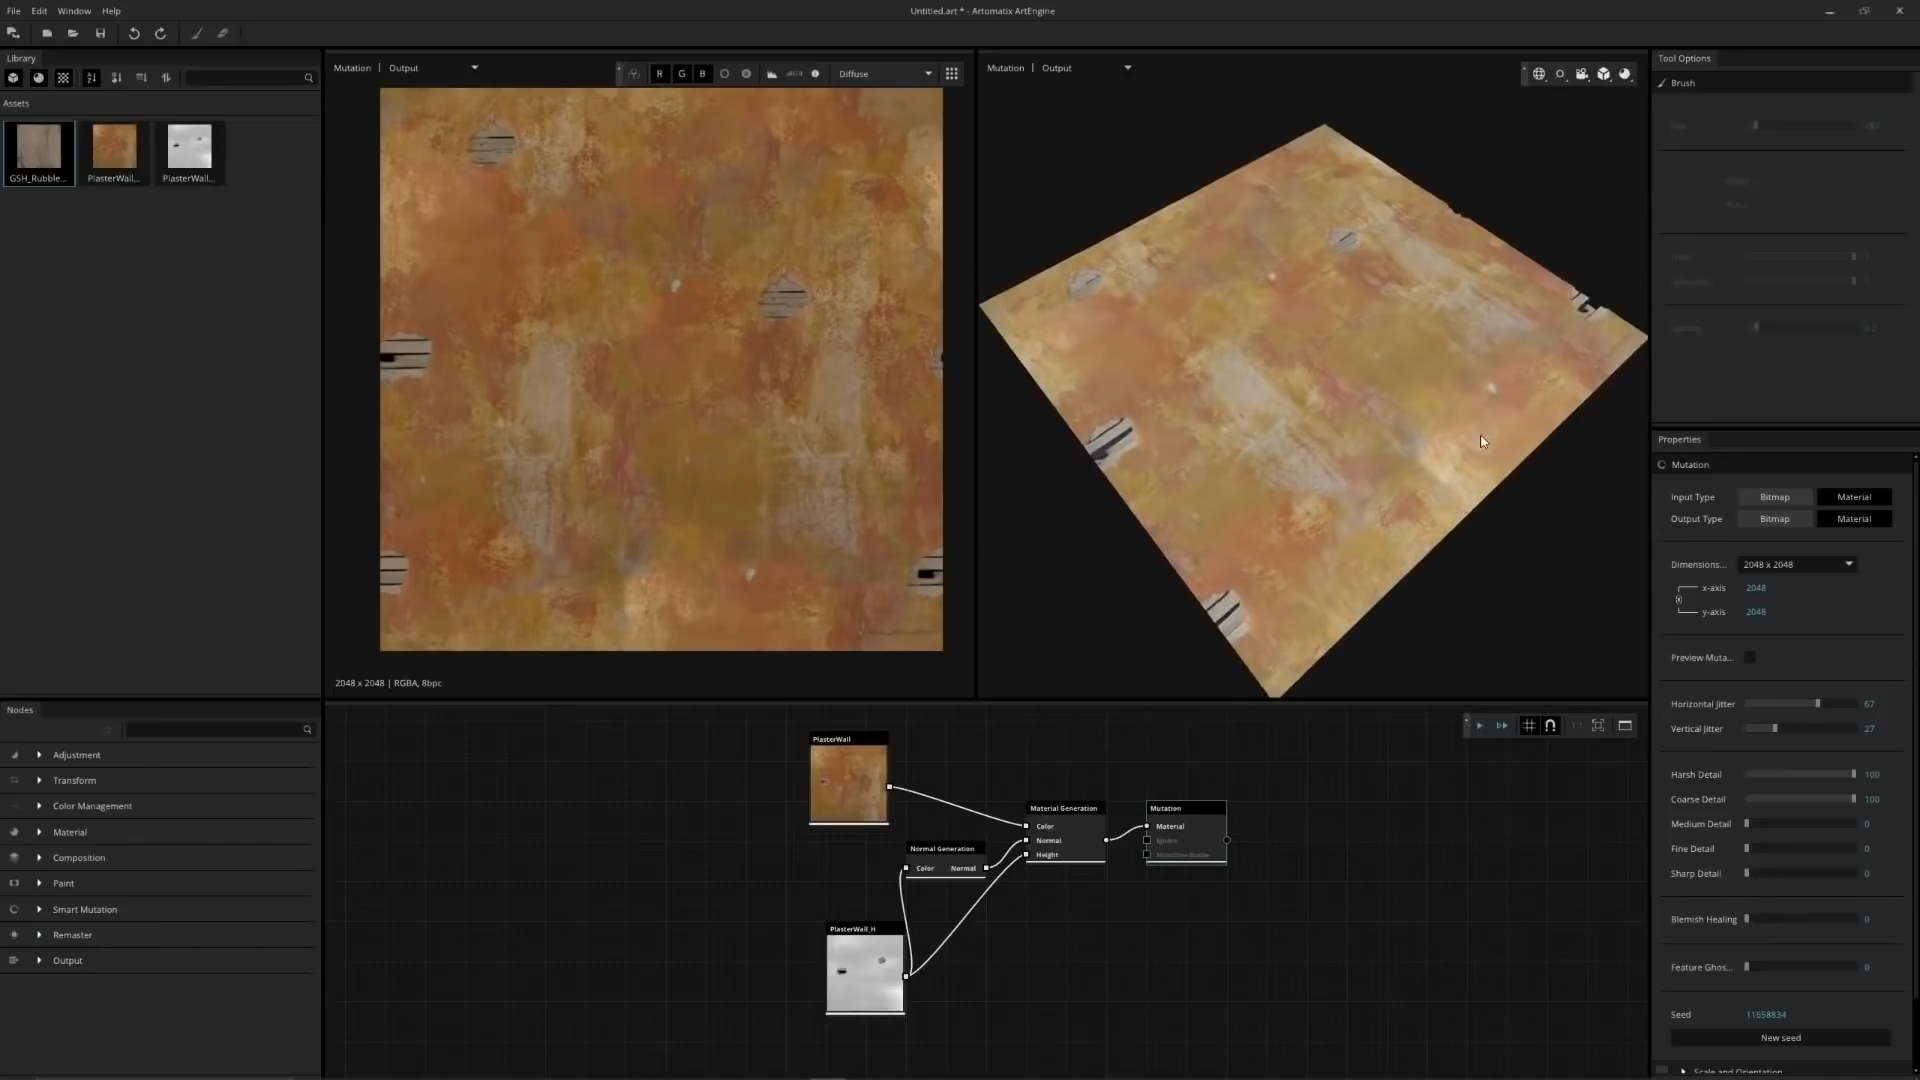 File Edit Window Help
Untitled.art * - Artomatix ArtEngine
Library
Assets
GSH_Rubble...
PlasterWall...
PlasterWall...
Mutation | Output
R G B
Diffuse
2048 x 2048 | RGBA, 8bpc
Mutation | Output
Tool Options
Brush
Properties
Mutation
Input Type Bitmap Material
Output Type Bitmap Material
Dimensions... 2048 x 2048
x-axis 2048
y-axis 2048
Preview Muta...
Horizontal Jitter 67
Vertical Jitter 27
Harsh Detail 100
Coarse Detail 100
Medium Detail 0
Fine Detail 0
Sharp Detail 0
Blemish Healing 0
Feature Ghos... 0
Seed 11658834
New seed
Scale and Orientation
Nodes
Adjustment
Transform
Color Management
Material
Composition
Paint
Smart Mutation
Remaster
Output
PlasterWall
Normal Generation
Color Normal
PlasterWall_H
Material Generation
Color
Normal
Height
Mutation
Material
1:1